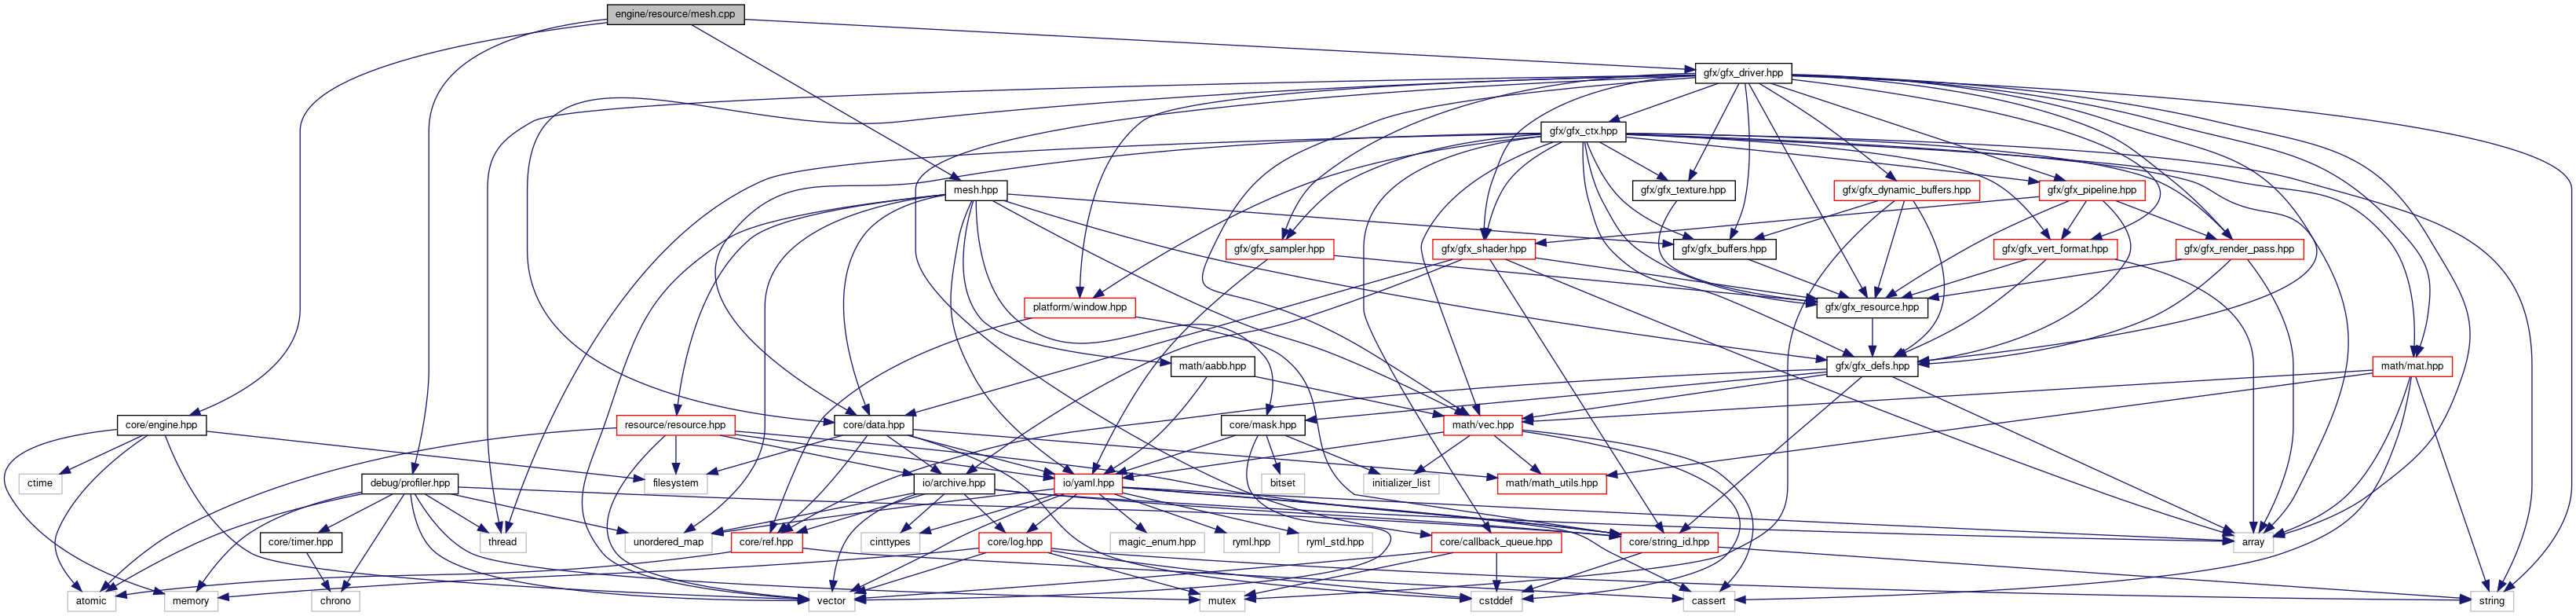 engine/resource/mesh.cpp
gfx/gfx_driver.hpp
gfx/gfx_ctx.hpp
mesh.hpp
gfx/gfx_texture.hpp
gfx/gfx_dynamic_buffers.hpp
gfx/gfx_pipeline.hpp
gfx/gfx_sampler.hpp
gfx/gfx_shader.hpp
gfx/gfx_buffers.hpp
gfx/gfx_vert_format.hpp
gfx/gfx_render_pass.hpp
platform/window.hpp
gfx/gfx_resource.hpp
math/aabb.hpp
gfx/gfx_defs.hpp
math/mat.hpp
core/engine.hpp
resource/resource.hpp
core/data.hpp
core/mask.hpp
math/vec.hpp
ctime
debug/profiler.hpp
filesystem
io/archive.hpp
io/yaml.hpp
bitset
initializer_list
math/math_utils.hpp
core/timer.hpp
thread
unordered_map
core/ref.hpp
cinttypes
core/log.hpp
magic_enum.hpp
ryml.hpp
ryml_std.hpp
core/callback_queue.hpp
core/string_id.hpp
array
atomic
memory
chrono
vector
mutex
cstddef
cassert
string